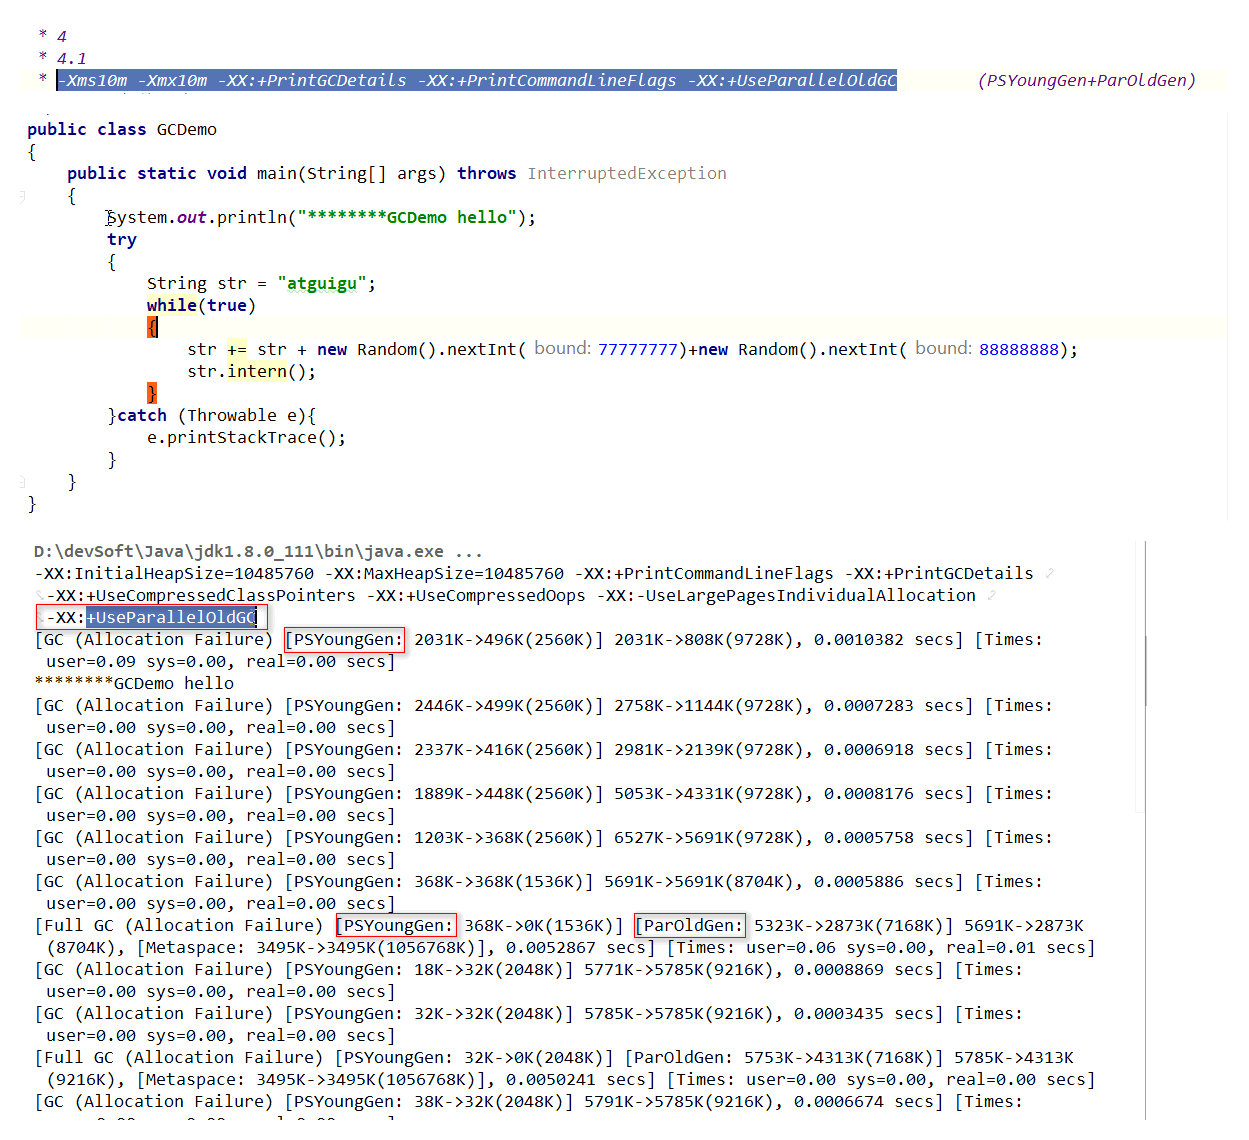 * 4
* 4.1
* -Xms10m -Xmx10m -XX:+PrintGCDetails -XX:+PrintCommandLineFlags -XX:+UseParallelOldGC (PSYoungGen+ParOldGen)
public class GCDemo
{
public static void main(String[] args) throws InterruptedException
{
System.out.println("********GCDemo hello");
try
{
String str = "atguigu";
while(true)
{
str += str + new Random().nextInt( bound: 77777777)+new Random().nextInt( bound: 88888888);
str.intern();
}
}catch (Throwable e){
e.printStackTrace();
}
}
}
D:\devSoft\Java\jdk1.8.0_111\bin\java.exe ...
-XX:InitialHeapSize=10485760 -XX:MaxHeapSize=10485760 -XX:+PrintCommandLineFlags -XX:+PrintGCDetails
-XX:+UseCompressedClassPointers -XX:+UseCompressedOops -XX:-UseLargePagesIndividualAllocation
-XX:+UseParallelOldGC
[GC (Allocation Failure) [PSYoungGen: 2031K->496K(2560K)] 2031K->808K(9728K), 0.0010382 secs] [Times:
user=0.09 sys=0.00, real=0.00 secs]
********GCDemo hello
[GC (Allocation Failure) [PSYoungGen: 2446K->499K(2560K)] 2758K->1144K(9728K), 0.0007283 secs] [Times:
user=0.00 sys=0.00, real=0.00 secs]
[GC (Allocation Failure) [PSYoungGen: 2337K->416K(2560K)] 2981K->2139K(9728K), 0.0006918 secs] [Times:
user=0.00 sys=0.00, real=0.00 secs]
[GC (Allocation Failure) [PSYoungGen: 1889K->448K(2560K)] 5053K->4331K(9728K), 0.0008176 secs] [Times:
user=0.00 sys=0.00, real=0.00 secs]
[GC (Allocation Failure) [PSYoungGen: 1203K->368K(2560K)] 6527K->5691K(9728K), 0.0005758 secs] [Times:
user=0.00 sys=0.00, real=0.00 secs]
[GC (Allocation Failure) [PSYoungGen: 368K->368K(1536K)] 5691K->5691K(8704K), 0.0005886 secs] [Times:
user=0.00 sys=0.00, real=0.00 secs]
[Full GC (Allocation Failure) [PSYoungGen: 368K->0K(1536K)] [ParOldGen: 5323K->2873K(7168K)] 5691K->2873K
(8704K), [Metaspace: 3495K->3495K(1056768K)], 0.0052867 secs] [Times: user=0.06 sys=0.00, real=0.01 secs]
[GC (Allocation Failure) [PSYoungGen: 18K->32K(2048K)] 5771K->5785K(9216K), 0.0008869 secs] [Times:
user=0.00 sys=0.00, real=0.00 secs]
[GC (Allocation Failure) [PSYoungGen: 32K->32K(2048K)] 5785K->5785K(9216K), 0.0003435 secs] [Times:
user=0.00 sys=0.00, real=0.00 secs]
[Full GC (Allocation Failure) [PSYoungGen: 32K->0K(2048K)] [ParOldGen: 5753K->4313K(7168K)] 5785K->4313K
(9216K), [Metaspace: 3495K->3495K(1056768K)], 0.0050241 secs] [Times: user=0.00 sys=0.00, real=0.00 secs]
[GC (Allocation Failure) [PSYoungGen: 38K->32K(2048K)] 5791K->5785K(9216K), 0.0006674 secs] [Times: